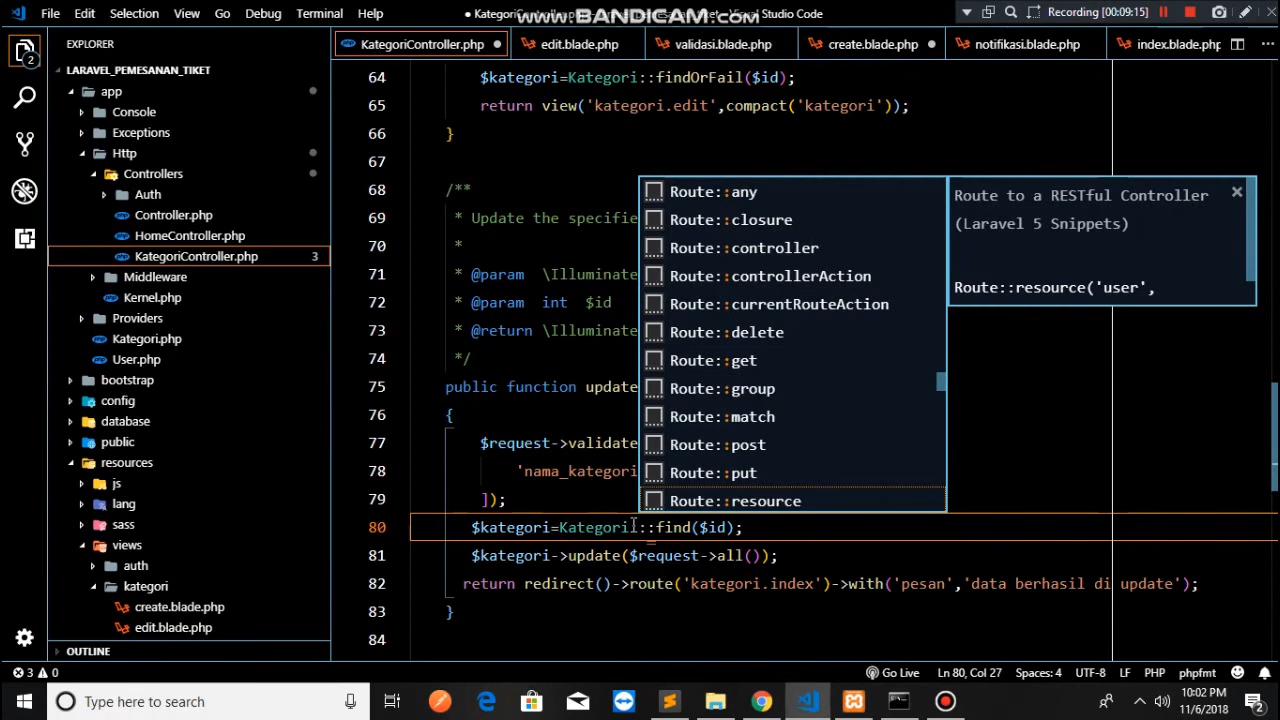 File Edit Selection View Go Debug Terminal Help
KategoriController.php
www.BANDICAM.com
Visual Studio Code
Recording [00:09:15]
EXPLORER
KategoriController.php
edit.blade.php
validasi.blade.php
create.blade.php
notifikasi.blade.php
index.blade.php
2
LARAVEL_PEMESANAN_TIKET
app
Console
Exceptions
Http
Controllers
Auth
Controller.php
HomeController.php
KategoriController.php 3
Middleware
Kernel.php
Providers
Kategori.php
User.php
bootstrap
config
database
public
resources
js
lang
sass
views
auth
kategori
create.blade.php
edit.blade.php
OUTLINE
64 $kategori=Kategori::findOrFail($id);
65 return view('kategori.edit',compact('kategori'));
66 }
67
68 /**
69 * Update the specifie
70 *
71 * @param \Illuminate
72 * @param int $id
73 * @return \Illuminate
74 */
75 public function update
76 {
77 $request->validate
78 'nama_kategori
79 ]);
80 $kategori=Kategori::find($id);
81 $kategori->update($request->all());
82 return redirect()->route('kategori.index')->with('pesan','data berhasil di update');
83 }
84
Route::any
Route::closure
Route::controller
Route::controllerAction
Route::currentRouteAction
Route::delete
Route::get
Route::group
Route::match
Route::post
Route::put
Route::resource
Route to a RESTful Controller
(Laravel 5 Snippets)
Route::resource('user',
3 0
Go Live Ln 80, Col 27 Spaces: 4 UTF-8 LF PHP phpfmt
Type here to search
10:02 PM
11/6/2018
2